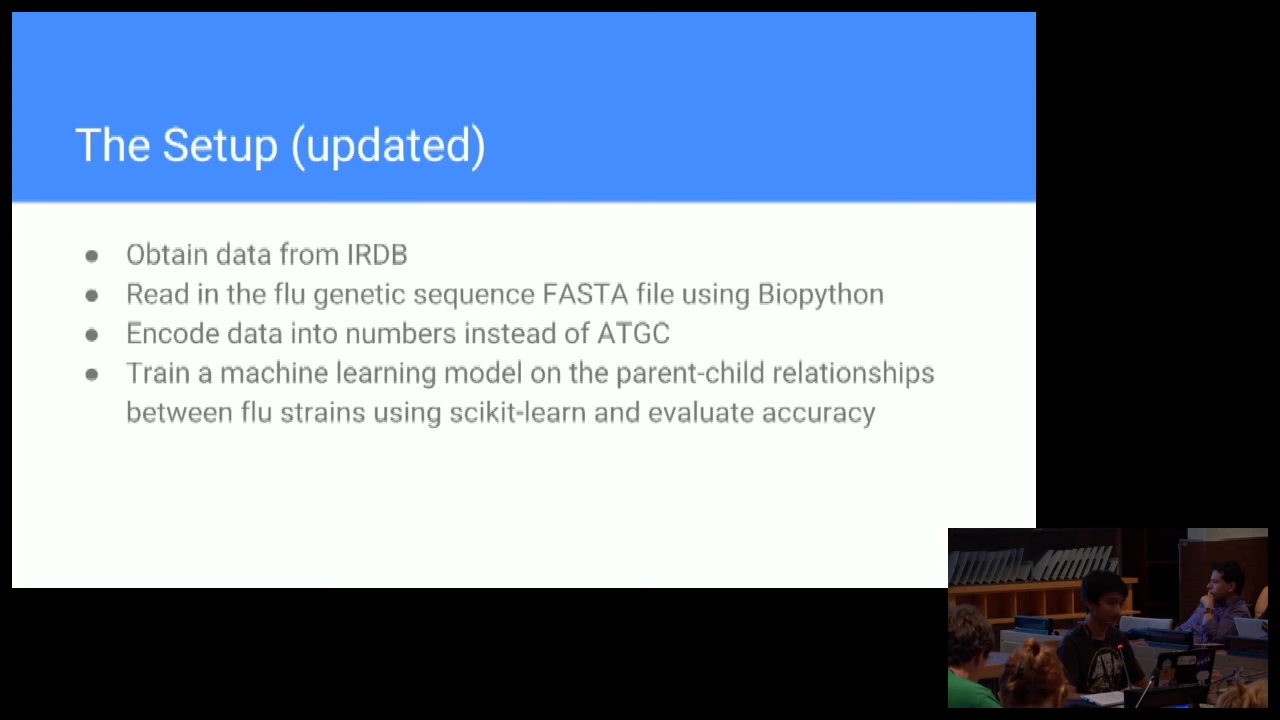 The Setup (updated)
● Obtain data from IRDB
● Read in the flu genetic sequence FASTA file using Biopython
● Encode data into numbers instead of ATGC
● Train a machine learning model on the parent-child relationships
between flu strains using scikit-learn and evaluate accuracy